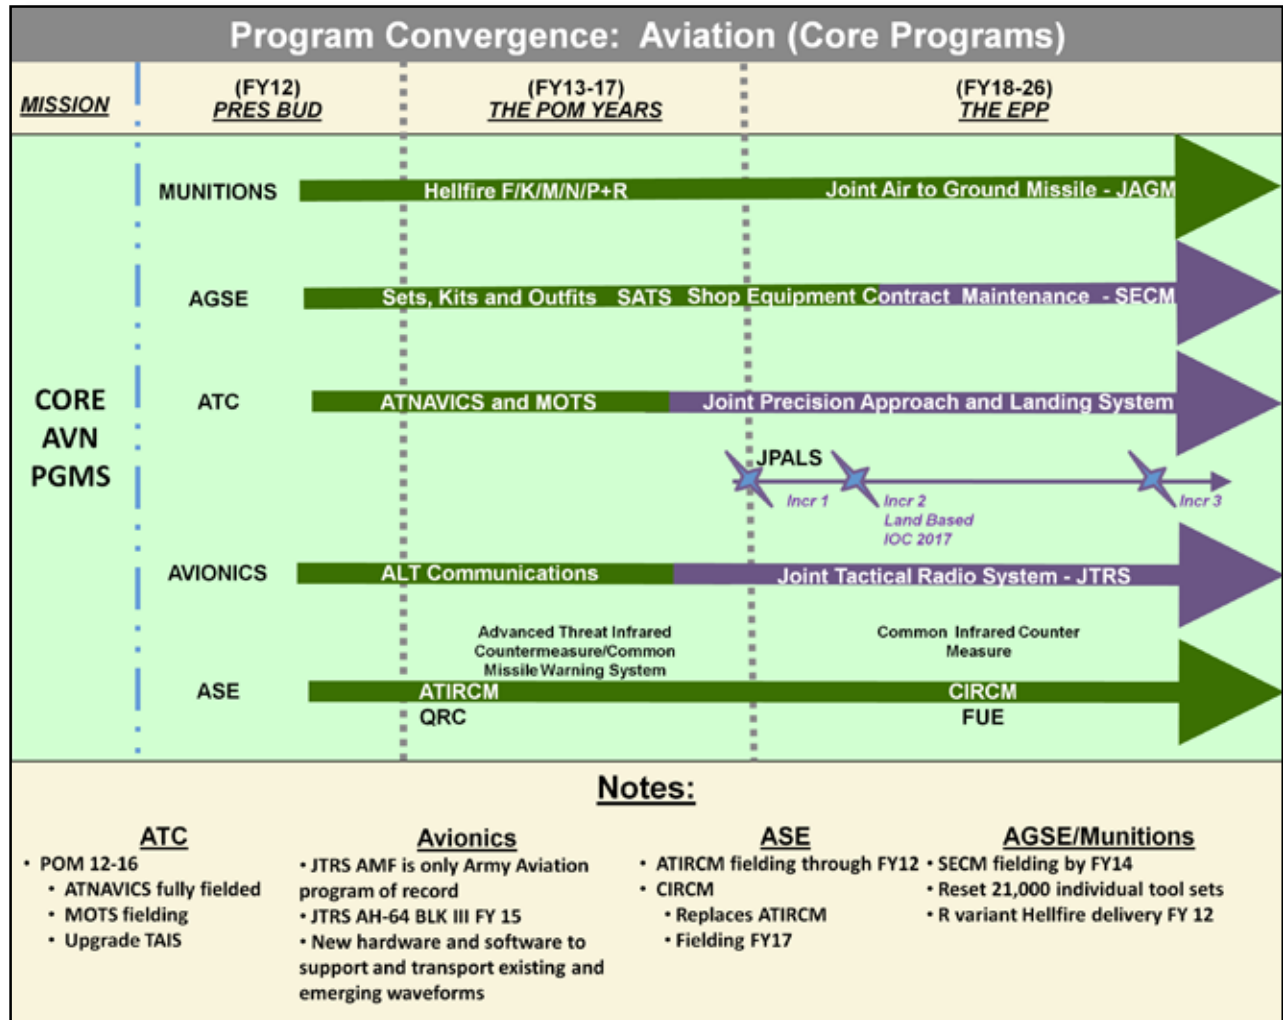 Program Convergence:  Aviation (Core Programs)
MISSION
(FY12)
PRES BUD
(FY13-17)
THE POM YEARS
(FY18-26)
THE EPP
CORE
AVN
PGMS
MUNITIONS
Hellfire F/K/M/N/P+R
Joint Air to Ground Missile - JAGM
AGSE
Sets, Kits and Outfits   SATS   Shop Equipment Contract Maintenance - SECM
ATC
ATNAVICS and MOTS
Joint Precision Approach and Landing System
JPALS
Incr 1
Incr 2
Land Based
IOC 2017
Incr 3
AVIONICS
ALT Communications
Joint Tactical Radio System - JTRS
Advanced Threat Infrared
Countermeasure/Common
Missile Warning System
Common Infrared Counter
Measure
ASE
ATIRCM
CIRCM
QRC
FUE
Notes:
ATC
• POM 12-16
• ATNAVICS fully fielded
• MOTS fielding
• Upgrade TAIS
Avionics
• JTRS AMF is only Army Aviation
program of record
• JTRS AH-64 BLK III FY 15
• New hardware and software to
support and transport existing and
emerging waveforms
ASE
• ATIRCM fielding through FY12
• CIRCM
• Replaces ATIRCM
• Fielding FY17
AGSE/Munitions
• SECM fielding by FY14
• Reset 21,000 individual tool sets
• R variant Hellfire delivery FY 12